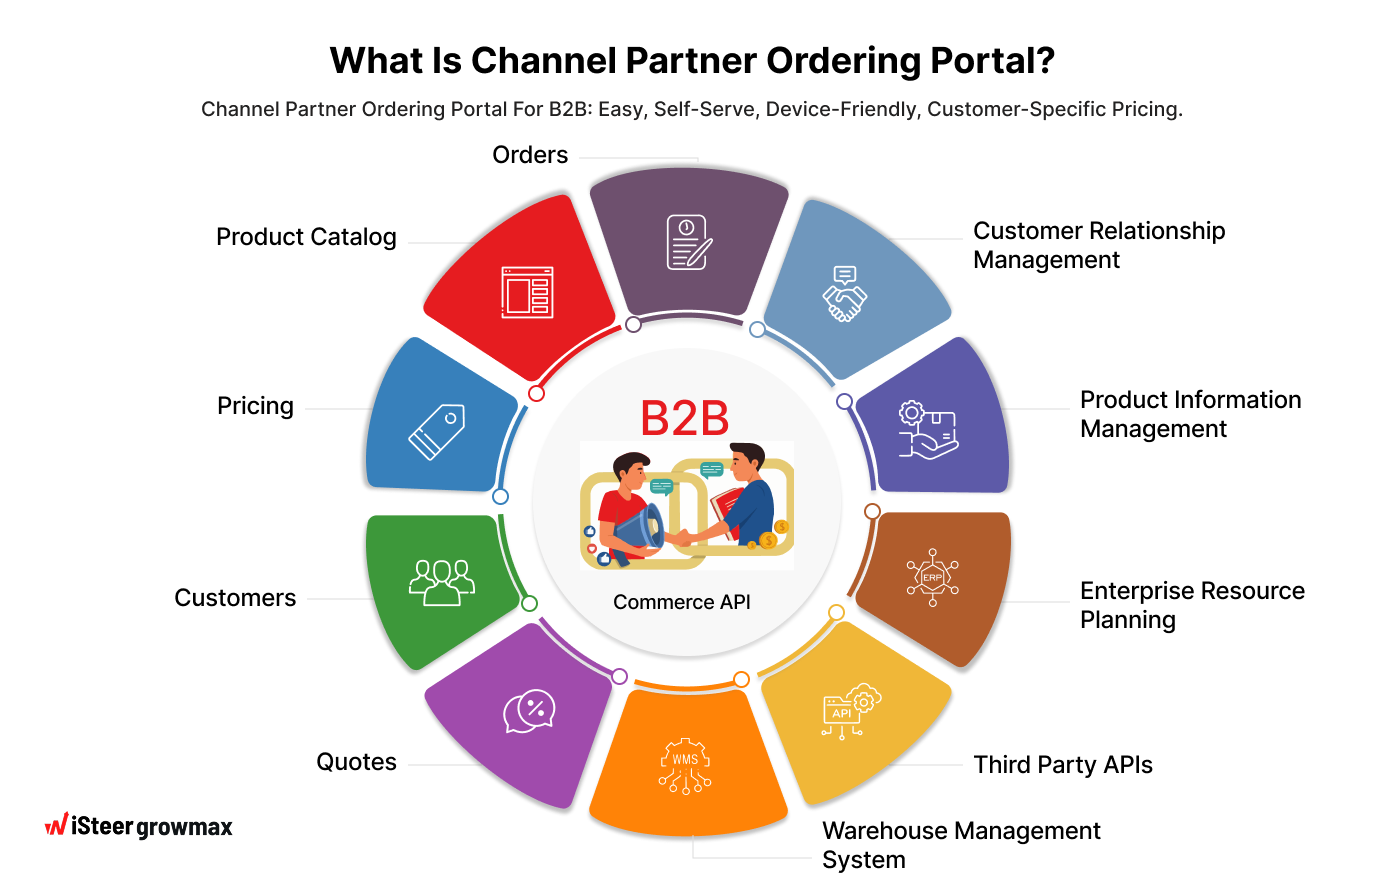 What Is Channel Partner Ordering Portal?
Channel Partner Ordering Portal For B2B: Easy, Self-Serve, Device-Friendly, Customer-Specific Pricing.
Orders
Product Catalog
Customer Relationship
Management
Pricing
Product Information
Management
B2B
Commerce API
Customers
ERP
Enterprise Resource
Planning
Quotes
API
Third Party APIs
WMS
Warehouse Management
System
iSteer growmax